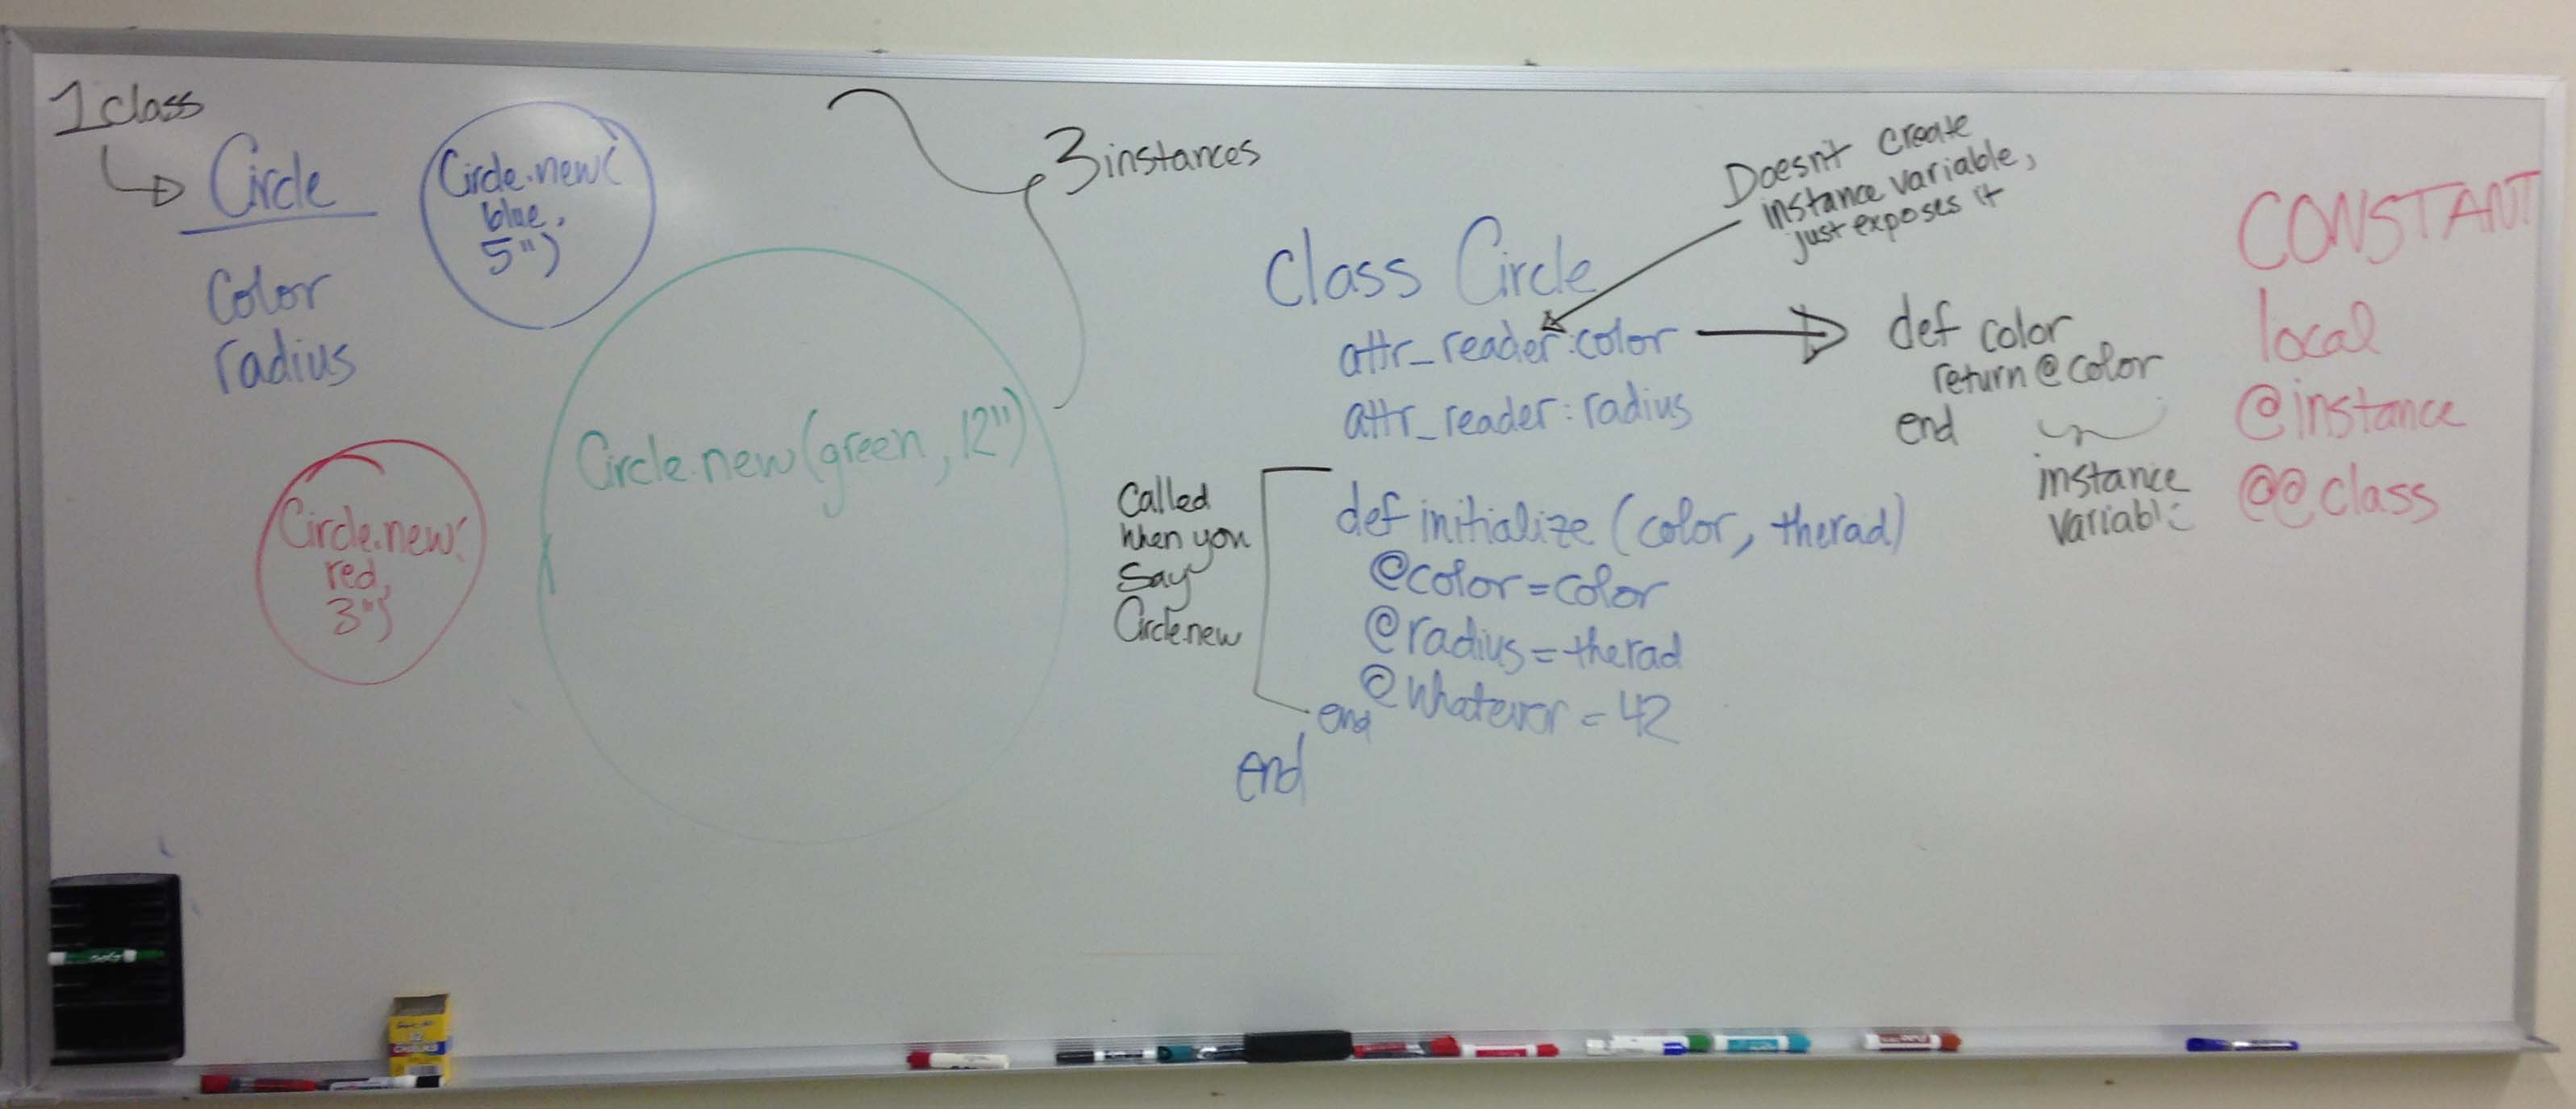 1 class
Circle
Color
radius
Circle.new(
blue,
5")
Circle.new(
red,
3")
Circle.new(green, 12")
3 instances
Class Circle
attr_reader :color
attr_reader :radius
def initialize (color, therad)
@color = color
@radius = therad
@whatever = 42
end
end
Called
when you
say
Circle.new
Doesnt create
instance variable,
just exposes it
def color
return @color
end
instance
variable
CONSTANT
local
@instance
@@class